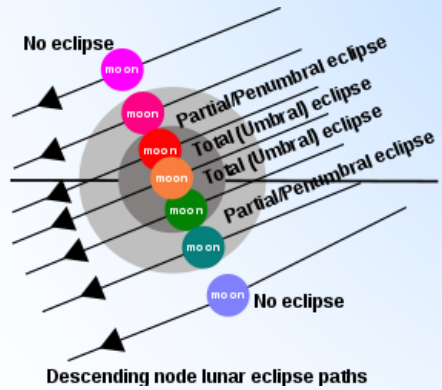 No eclipse
moon
moon
Partial/Penumbral eclipse
moon
Total (Umbral) eclipse
moon
Total (Umbral) eclipse
moon
Partial/Penumbral eclipse
moon
moon
No eclipse
Descending node lunar eclipse paths